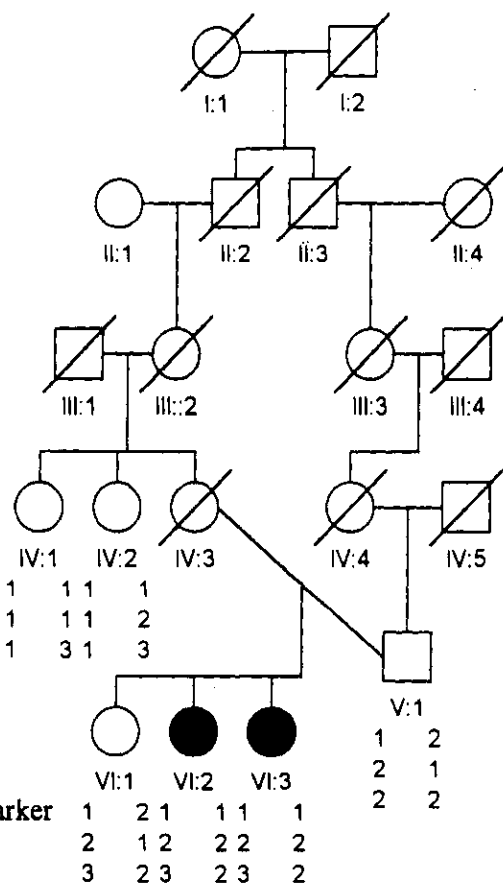 I:1 I:2
II:1 II:2 II:3 II:4
III:1 III::2 III:3 III:4
IV:1 IV:2 IV:3 IV:4 IV:5
1 1 1 1
1 1 1 2
1 3 1 3
V:1
1 2
2 1
2 2
VI:1 VI:2 VI:3
arker 1 2 1 1 1 1
2 1 2 2 2 2
3 2 3 2 3 2